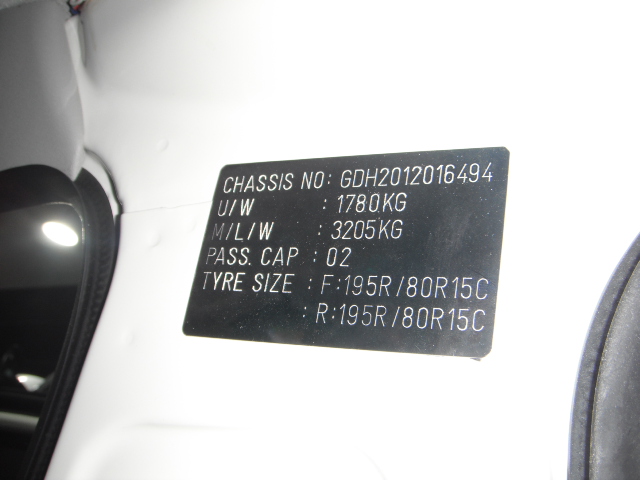 CHASSIS NO: GDH2012016494
U/W : 1780KG
M/L/W : 3205KG
PASS. CAP : 02
TYRE SIZE : F:195R/80R15C
: R:195R/80R15C